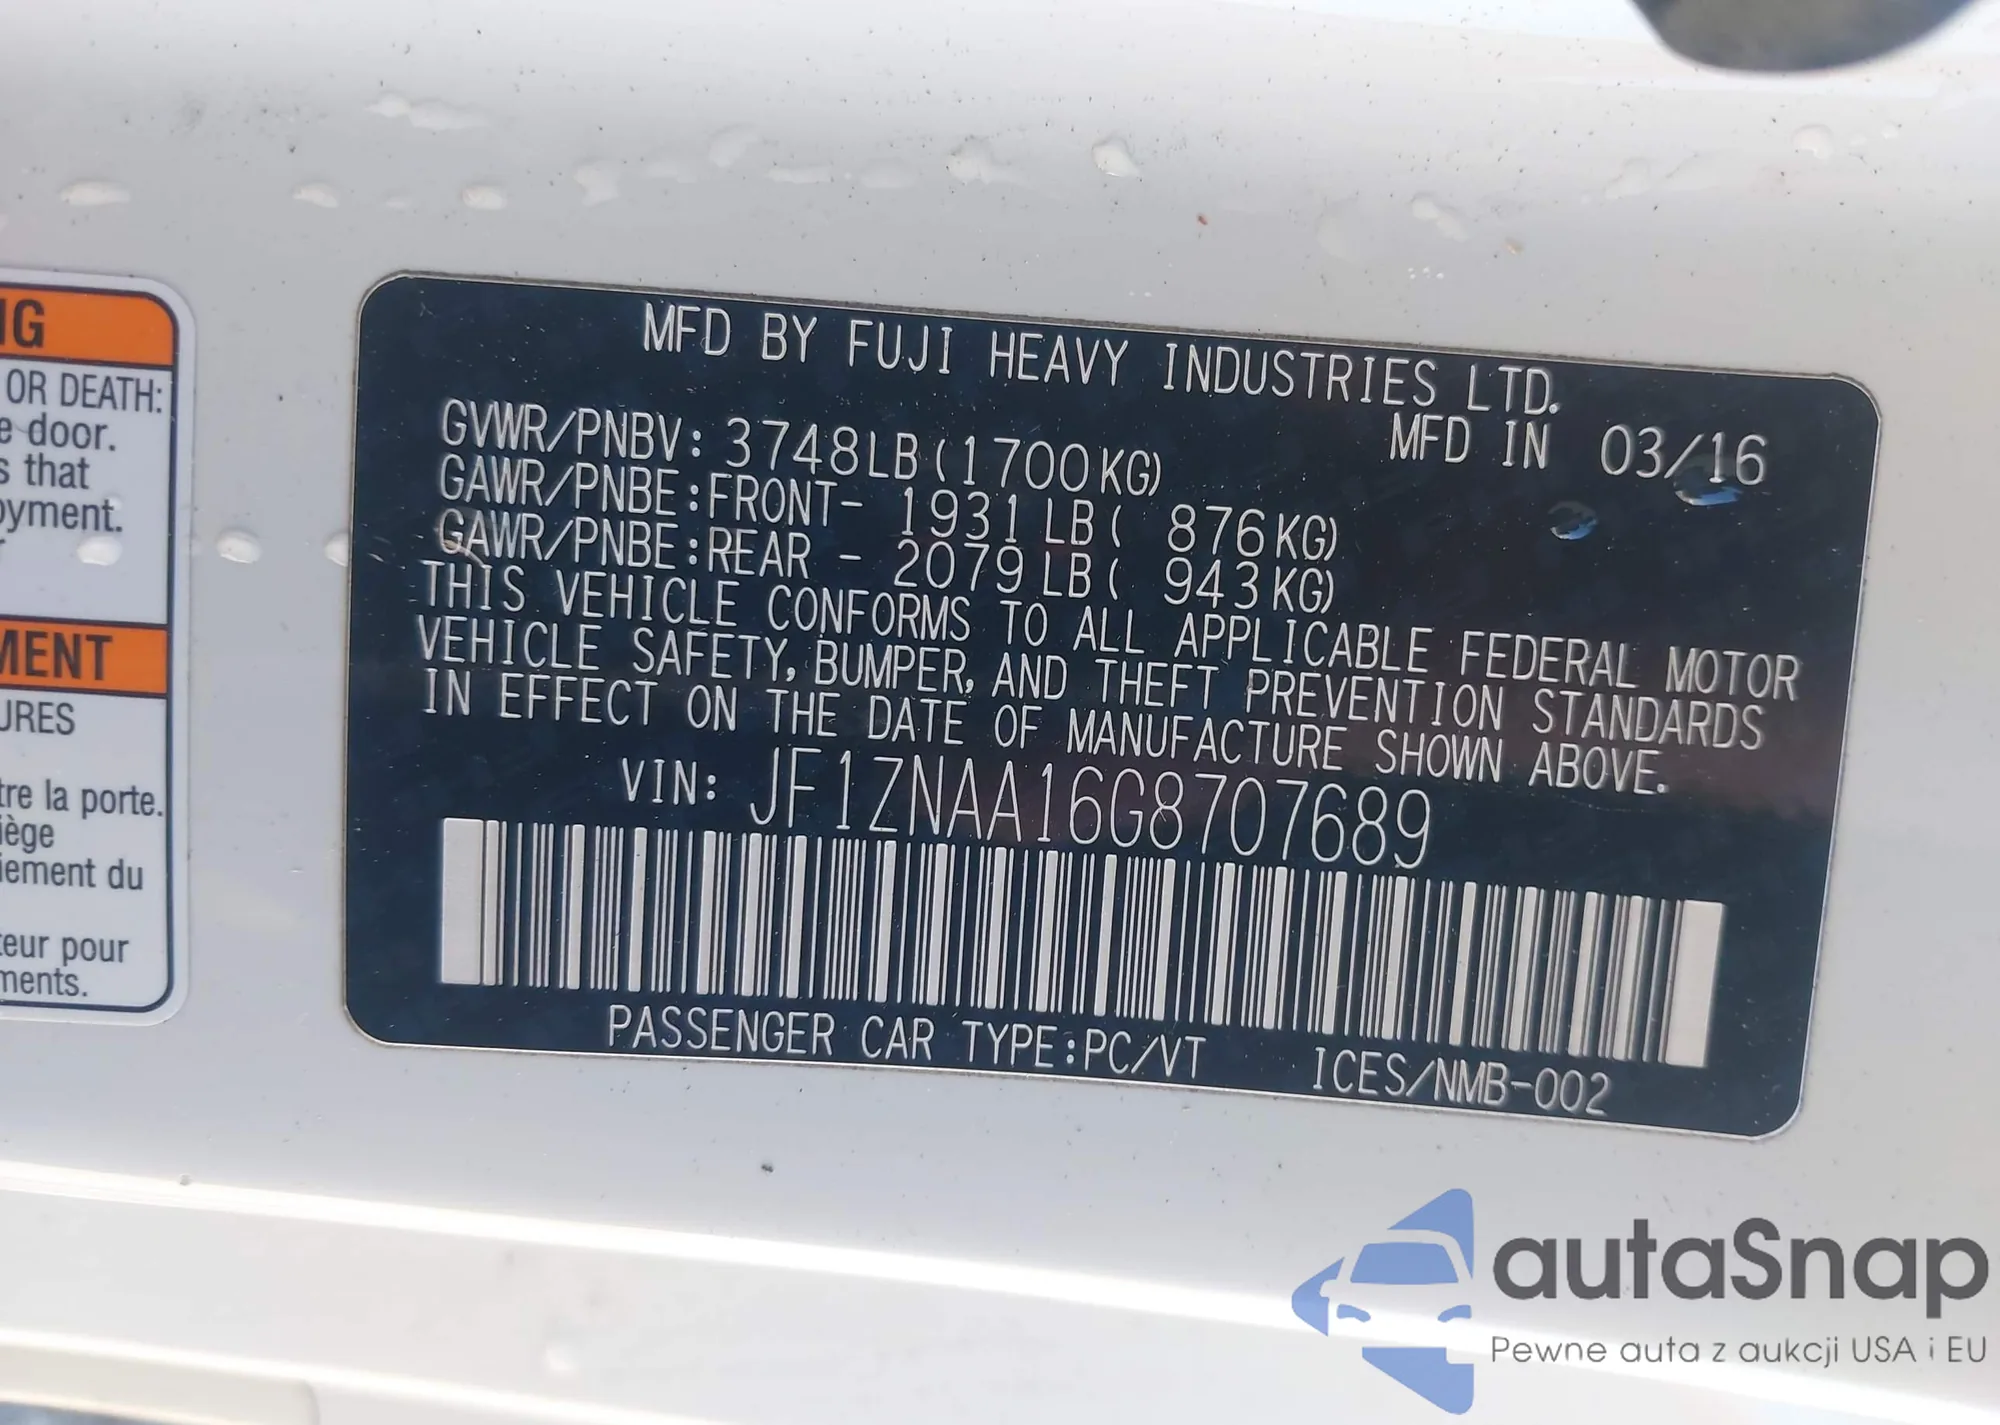 NG
OR DEATH:
e door.
s that
oyment.
r
MENT
URES
tre la porte.
iège
iement du
teur pour
ments.
MFD BY FUJI HEAVY INDUSTRIES LTD.
GVWR/PNBV: 3748LB(1700KG) MFD IN 03/16
GAWR/PNBE:FRONT- 1931LB( 876KG)
GAWR/PNBE:REAR - 2079LB( 943KG)
THIS VEHICLE CONFORMS TO ALL APPLICABLE FEDERAL MOTOR
VEHICLE SAFETY, BUMPER, AND THEFT PREVENTION STANDARDS
IN EFFECT ON THE DATE OF MANUFACTURE SHOWN ABOVE.
VIN: JF1ZNAA16G8707689
PASSENGER CAR TYPE:PC/VT ICES/NMB-002
autaSnap
Pewne auta z aukcji USA i EU